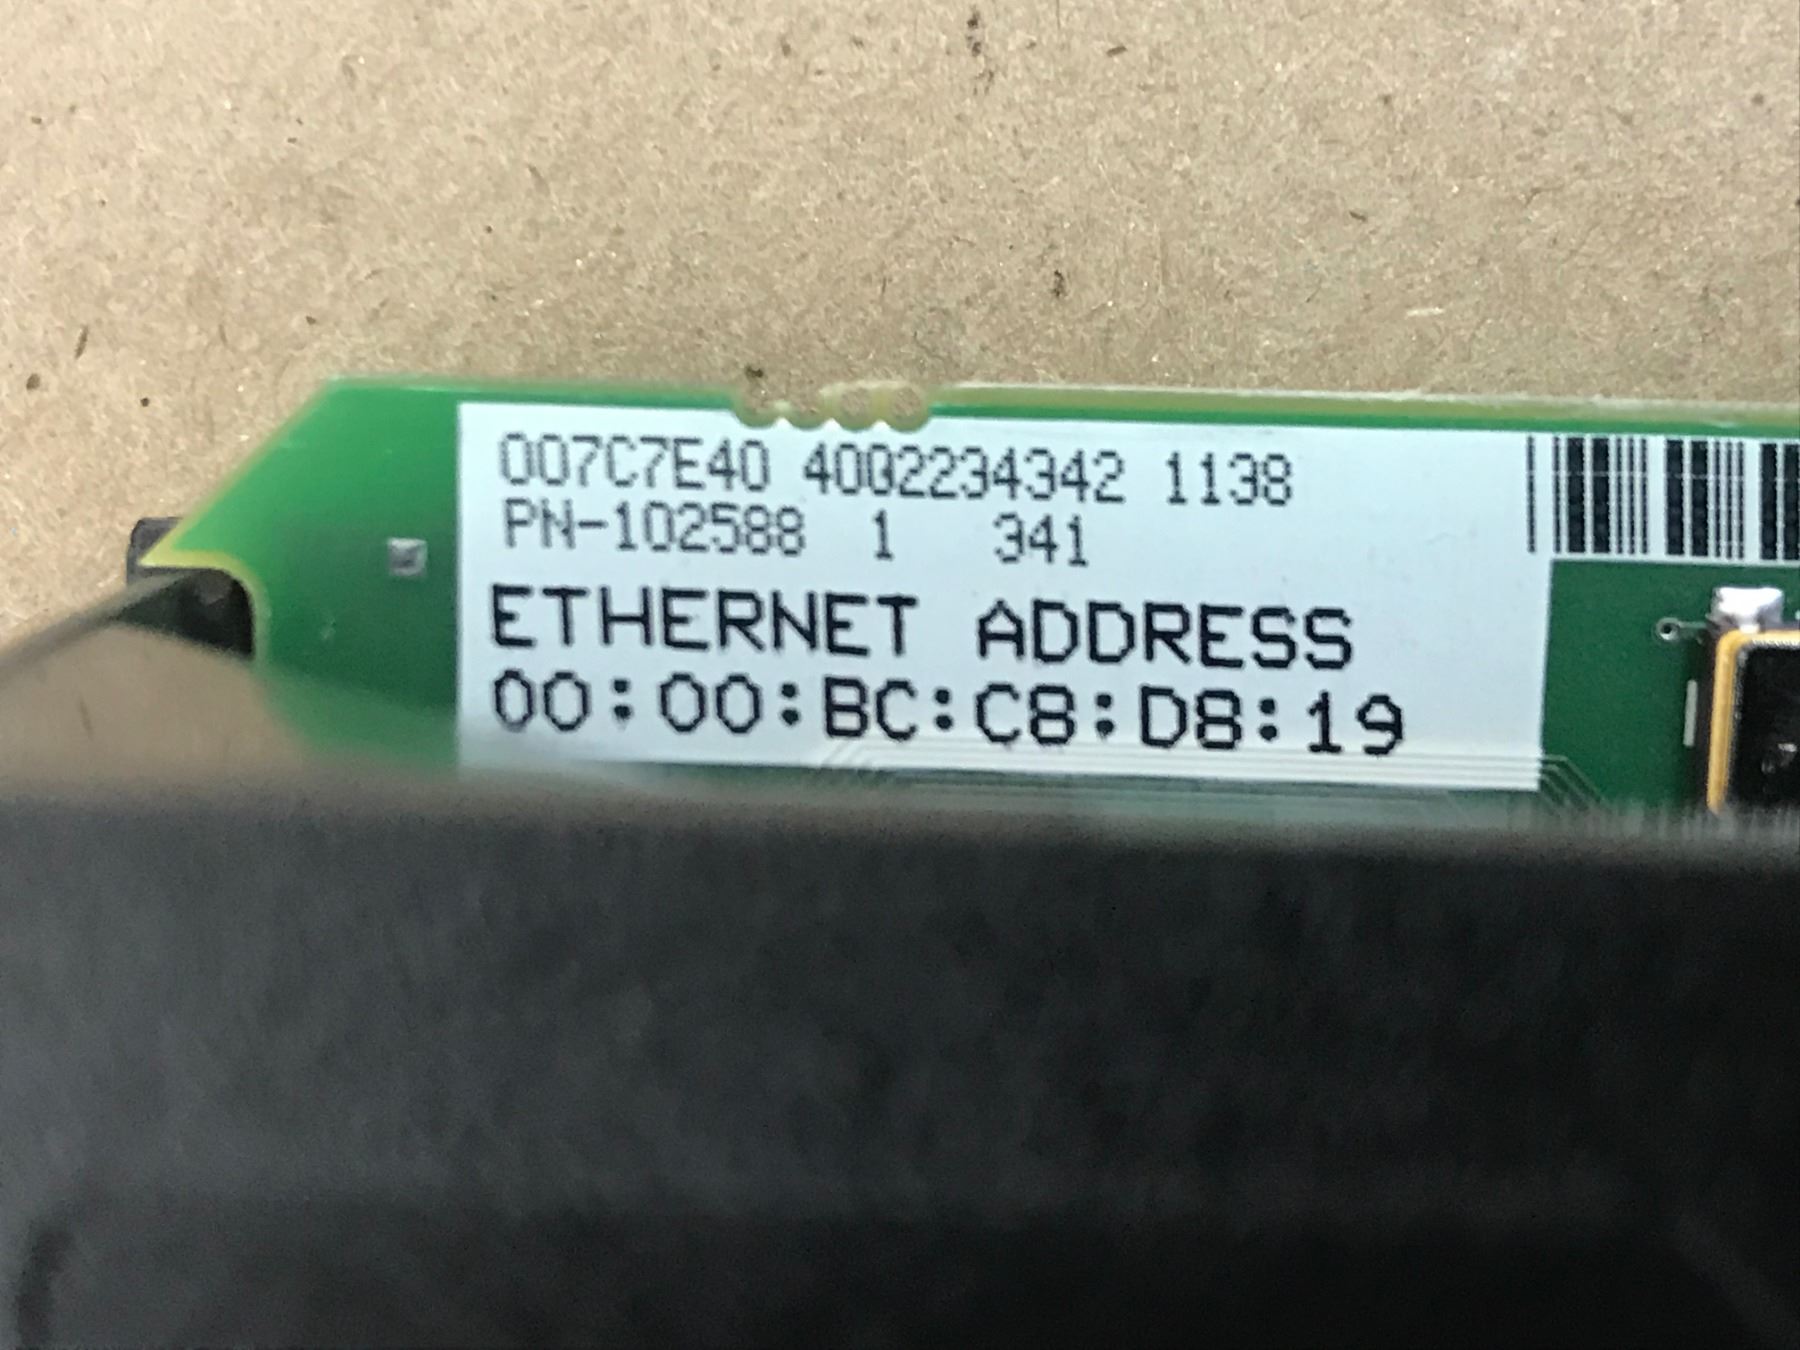 007C7E40 4002234342 1138
PN-102588 1 341
ETHERNET ADDRESS
00:00:BC:C8:D8:19